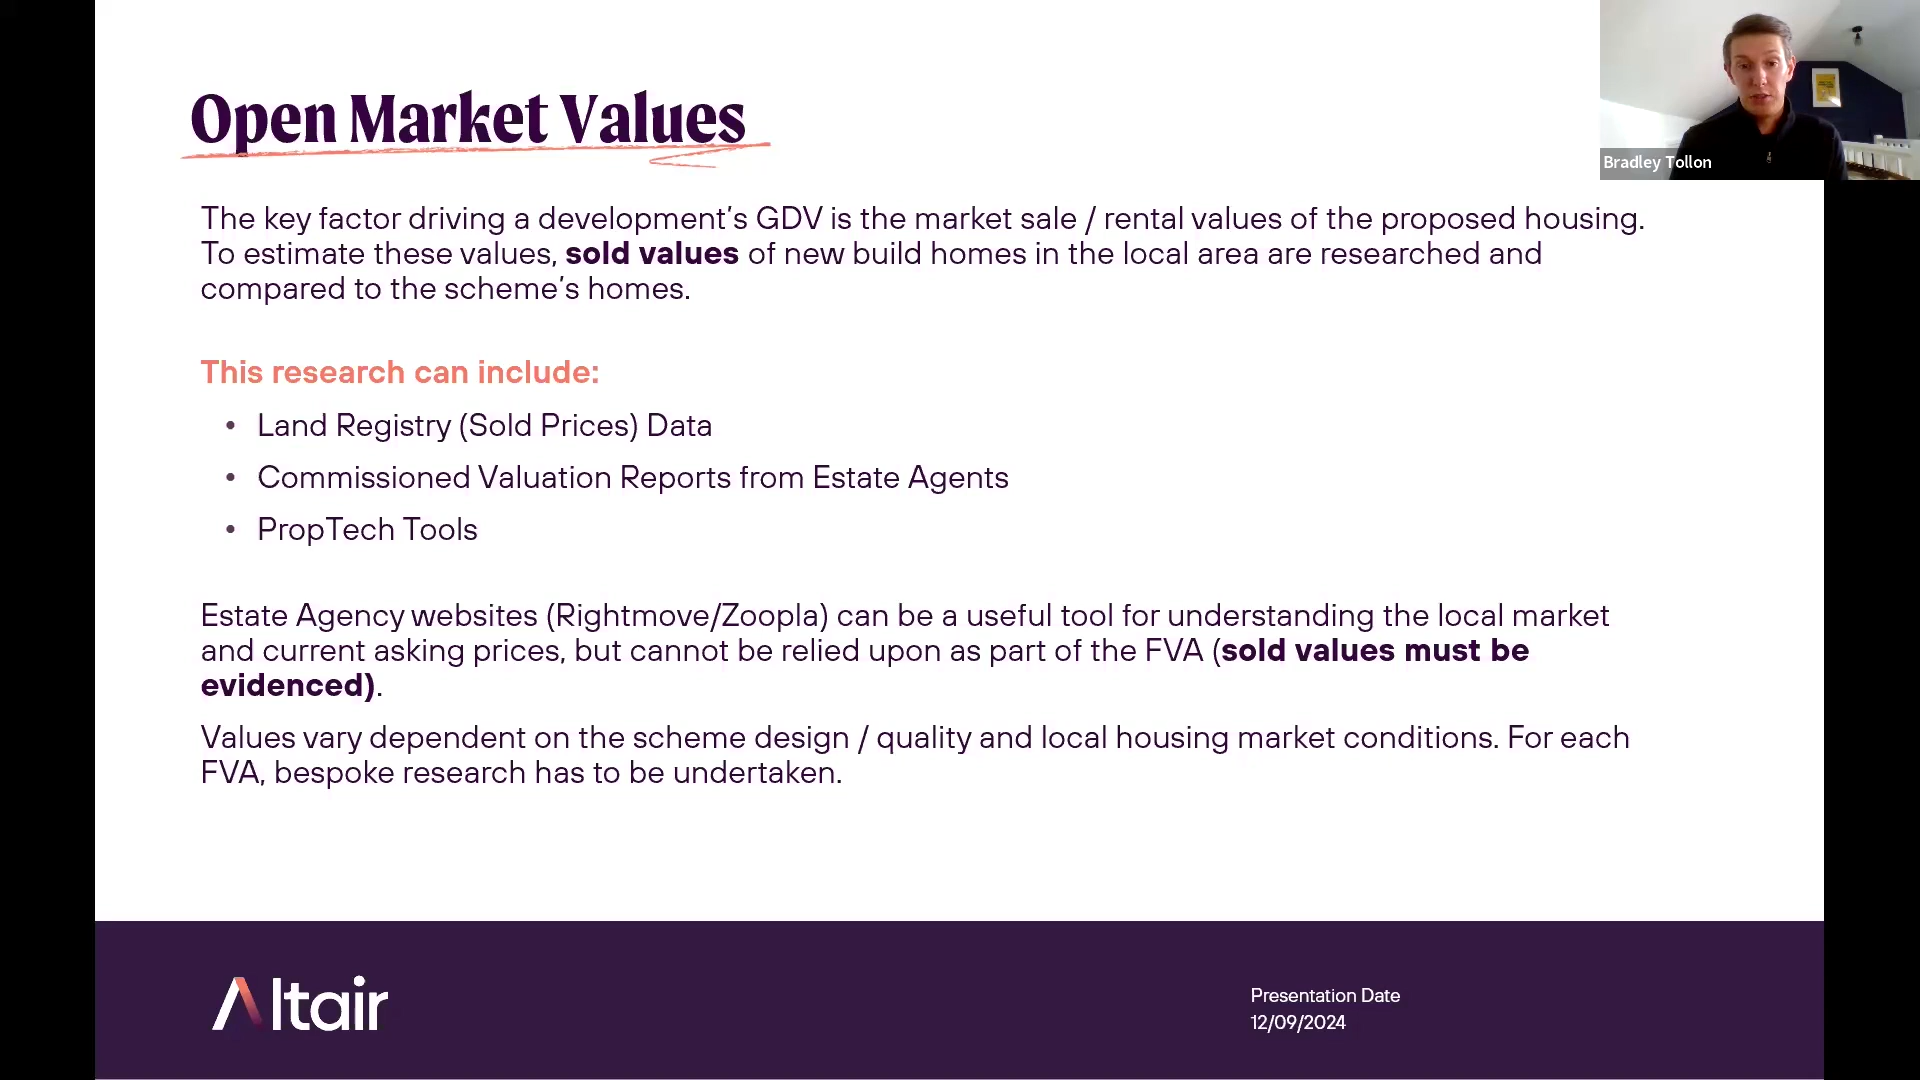 Open Market Values
Bradley Tollon
The key factor driving a development’s GDV is the market sale / rental values of the proposed housing.
To estimate these values, sold values of new build homes in the local area are researched and
compared to the scheme’s homes.
This research can include:
• Land Registry (Sold Prices) Data
• Commissioned Valuation Reports from Estate Agents
• PropTech Tools
Estate Agency websites (Rightmove/Zoopla) can be a useful tool for understanding the local market
and current asking prices, but cannot be relied upon as part of the FVA (sold values must be
evidenced).
Values vary dependent on the scheme design / quality and local housing market conditions. For each
FVA, bespoke research has to be undertaken.
Altair
Presentation Date
12/09/2024